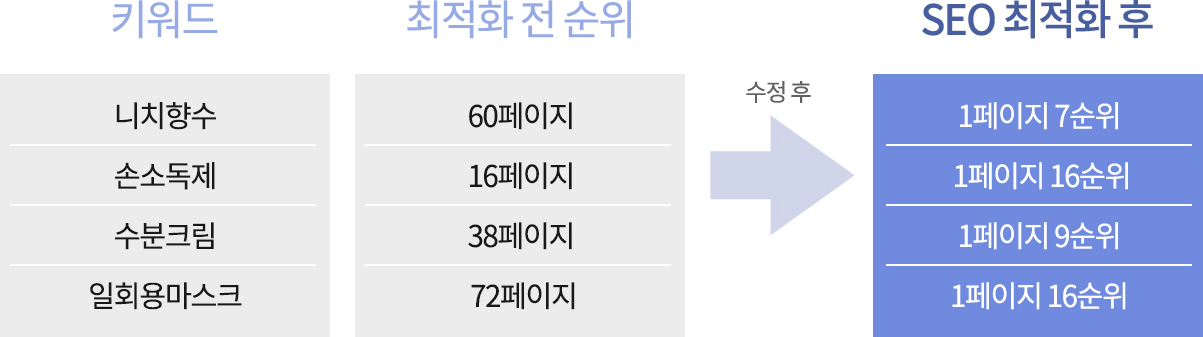 키워드 최적화 전 순위 SEO 최적화 후
수정 후
니치향수 60페이지 1페이지 7순위
손소독제 16페이지 1페이지 16순위
수분크림 38페이지 1페이지 9순위
일회용마스크 72페이지 1페이지 16순위